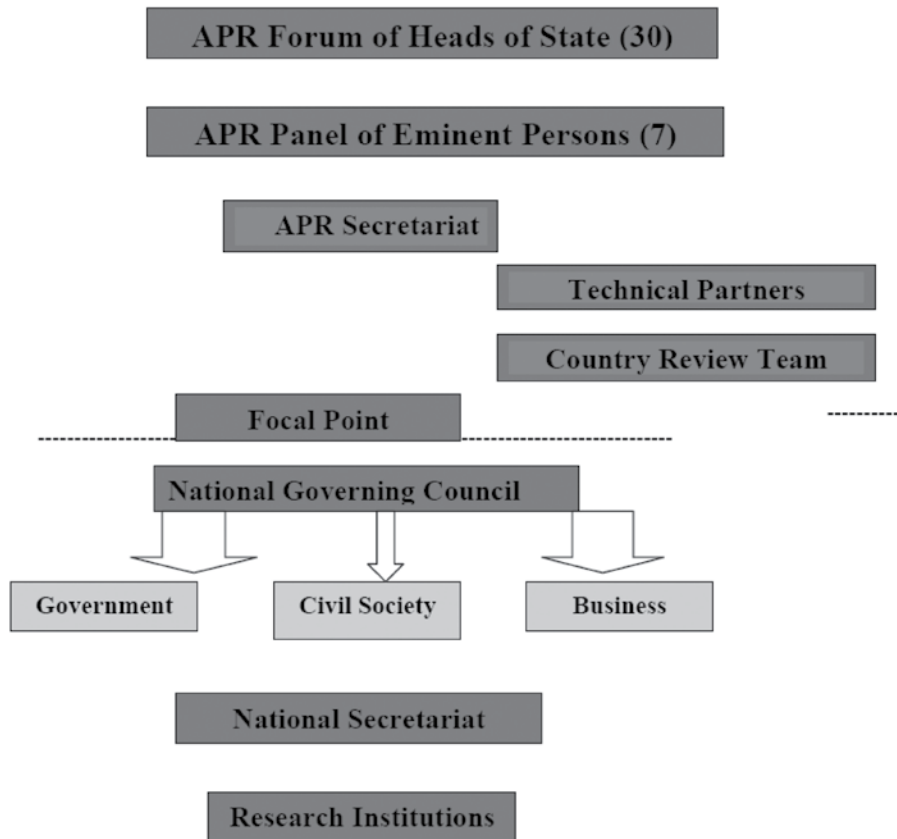 APR Forum of Heads of State (30)
APR Panel of Eminent Persons (7)
APR Secretariat
Technical Partners
Country Review Team
Focal Point
National Governing Council
Government
Civil Society
Business
National Secretariat
Research Institutions